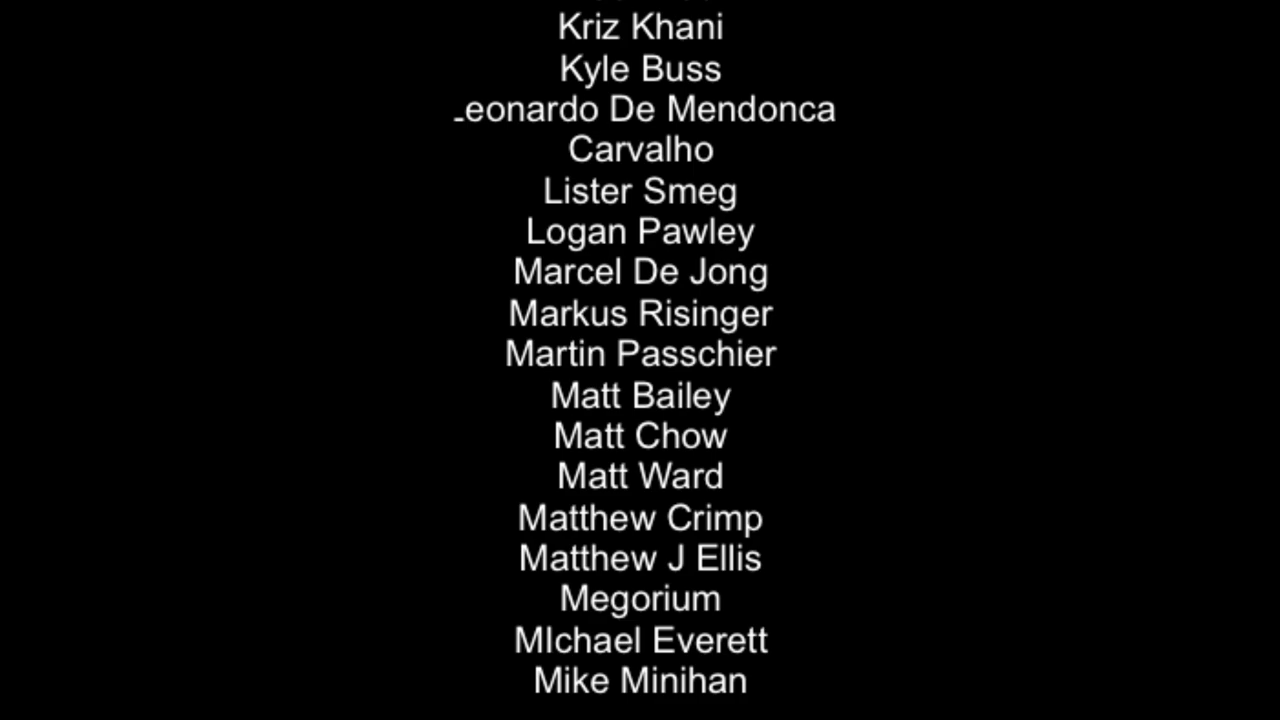 Kriz Khani
Kyle Buss
Leonardo De Mendonca
Carvalho
Lister Smeg
Logan Pawley
Marcel De Jong
Markus Risinger
Martin Passchier
Matt Bailey
Matt Chow
Matt Ward
Matthew Crimp
Matthew J Ellis
Megorium
MIchael Everett
Mike Minihan